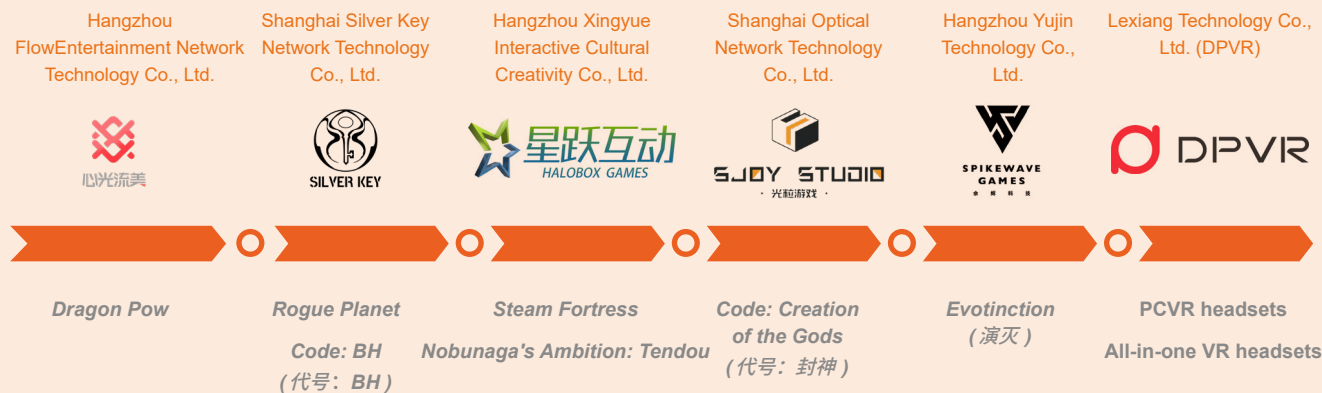 Hangzhou
FlowEntertainment Network
Technology Co., Ltd.
Shanghai Silver Key
Network Technology
Co., Ltd.
Hangzhou Xingyue
Interactive Cultural
Creativity Co., Ltd.
Shanghai Optical
Network Technology
Co., Ltd.
Hangzhou Yujin
Technology Co.,
Ltd.
Lexiang Technology Co.,
Ltd. (DPVR)
心光流美
SILVER KEY
星跃互动
HALOBOX GAMES
SJOY STUDIO
· 光粒游戏 ·
SPIKEWAVE
GAMES
余烬科技
DPVR
Dragon Pow
Rogue Planet
Code: BH
(代号：BH )
Steam Fortress
Nobunaga's Ambition: Tendou
Code: Creation
of the Gods
(代号：封神 )
Evotinction
( 演灭 )
PCVR headsets
All-in-one VR headsets